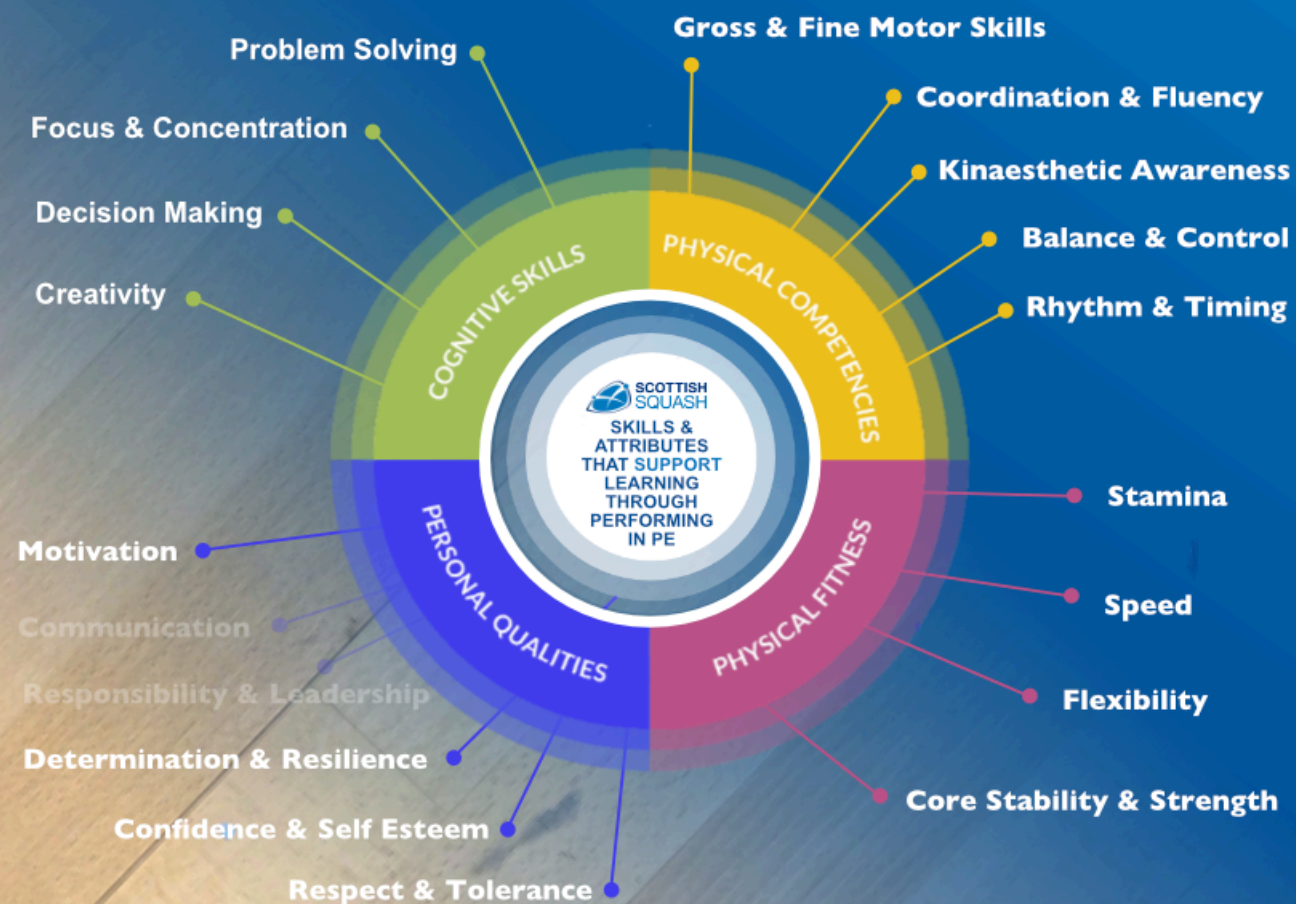 Gross & Fine Motor Skills
Problem Solving
Coordination & Fluency
Focus & Concentration
Kinaesthetic Awareness
Decision Making
Balance & Control
Creativity
Rhythm & Timing
COGNITIVE SKILLS
PHYSICAL COMPETENCIES
SCOTTISH
SQUASH
SKILLS &
ATTRIBUTES
THAT SUPPORT
LEARNING
THROUGH
PERFORMING
IN PE
PERSONAL QUALITIES
PHYSICAL FITNESS
Stamina
Motivation
Speed
Communication
Responsibility & Leadership
Flexibility
Determination & Resilience
Core Stability & Strength
Confidence & Self Esteem
Respect & Tolerance